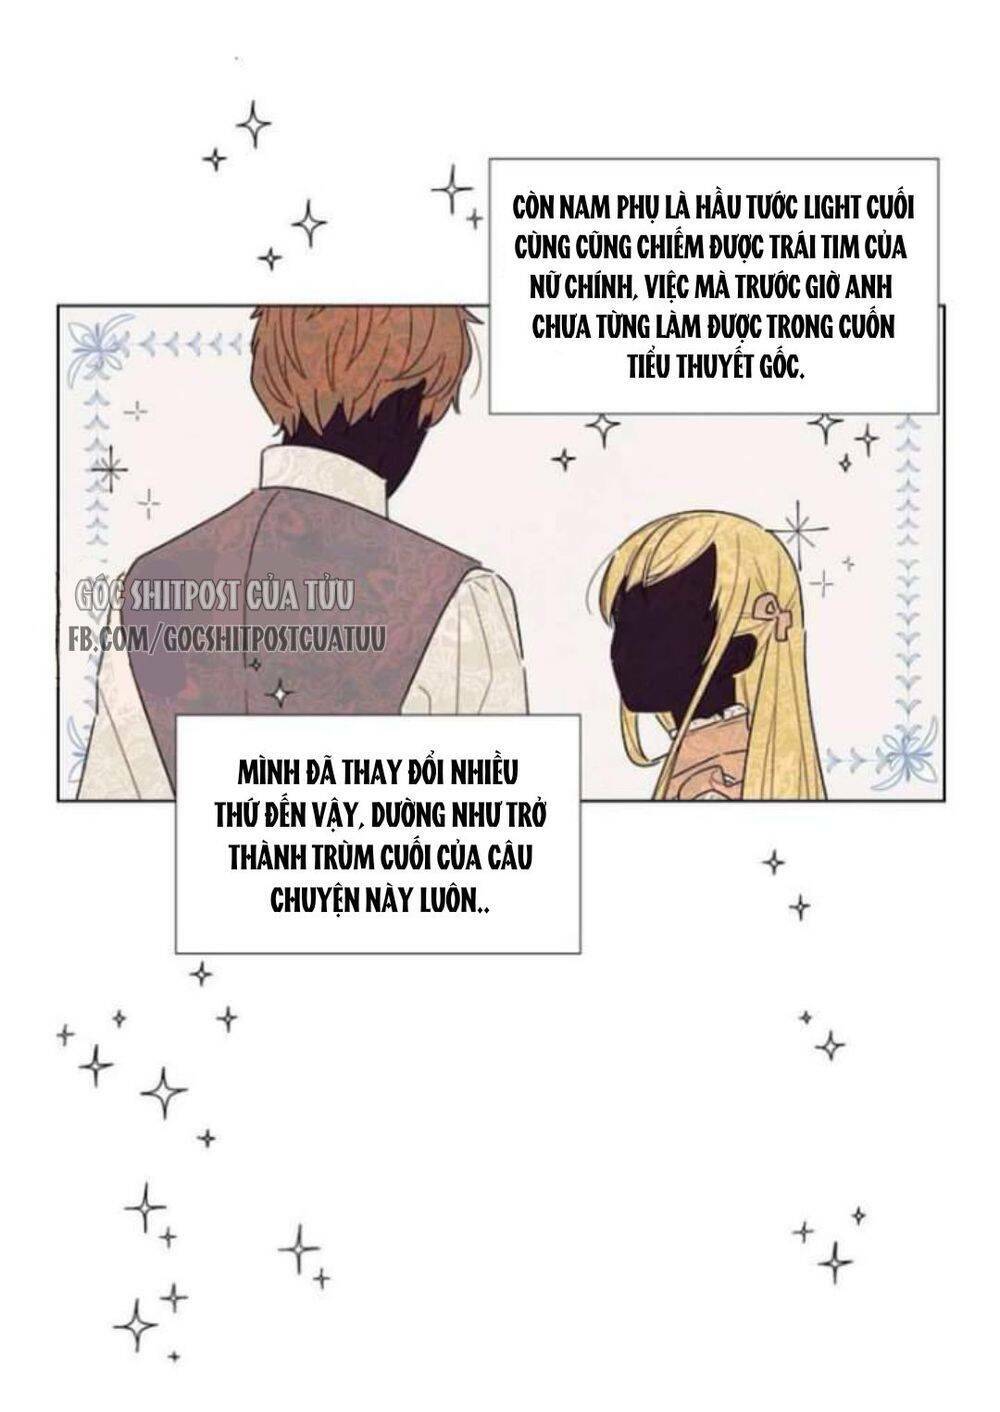 CÒN NAM PHỤ LÀ HẦU TƯỚC LIGHT CUỐI
CÙNG CŨNG CHIẾM ĐƯỢC TRÁI TIM CỦA
NỮ CHÍNH, VIỆC MÀ TRƯỚC GIỜ ANH
CHƯA TỪNG LÀM ĐƯỢC TRONG CUỐN
TIỂU THUYẾT GỐC.
GÓC SHITPOST CỦA TỬU
FB.COM/GOCSHITPOSTCUATUU
MÌNH ĐÃ THAY ĐỔI NHIỀU
THỨ ĐẾN VẬY, DƯỜNG NHƯ TRỞ
THÀNH TRÙM CUỐI CỦA CÂU
CHUYỆN NÀY LUÔN..